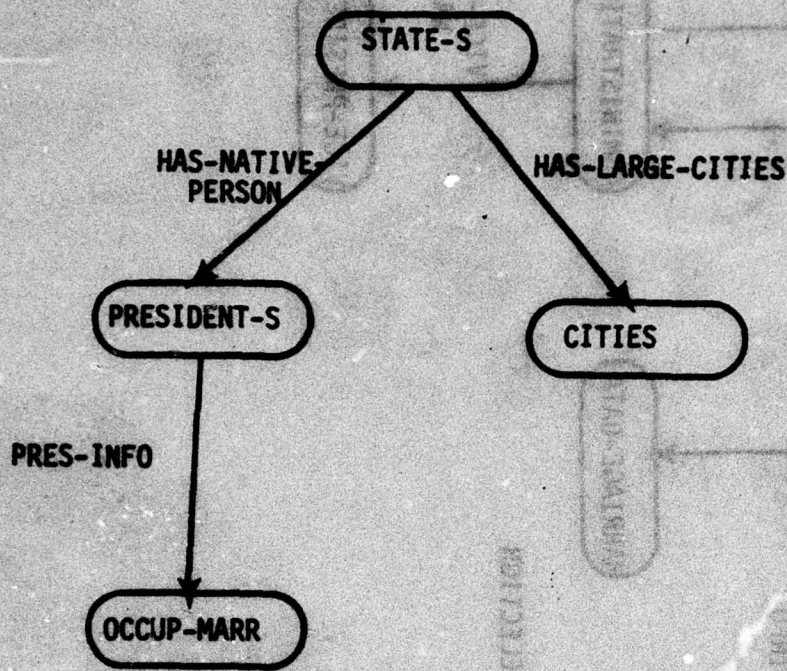 STATE-S
HAS-NATIVE-
PERSON
HAS-LARGE-CITIES
PRESIDENT-S
CITIES
PRES-INFO
OCCUP-MARR